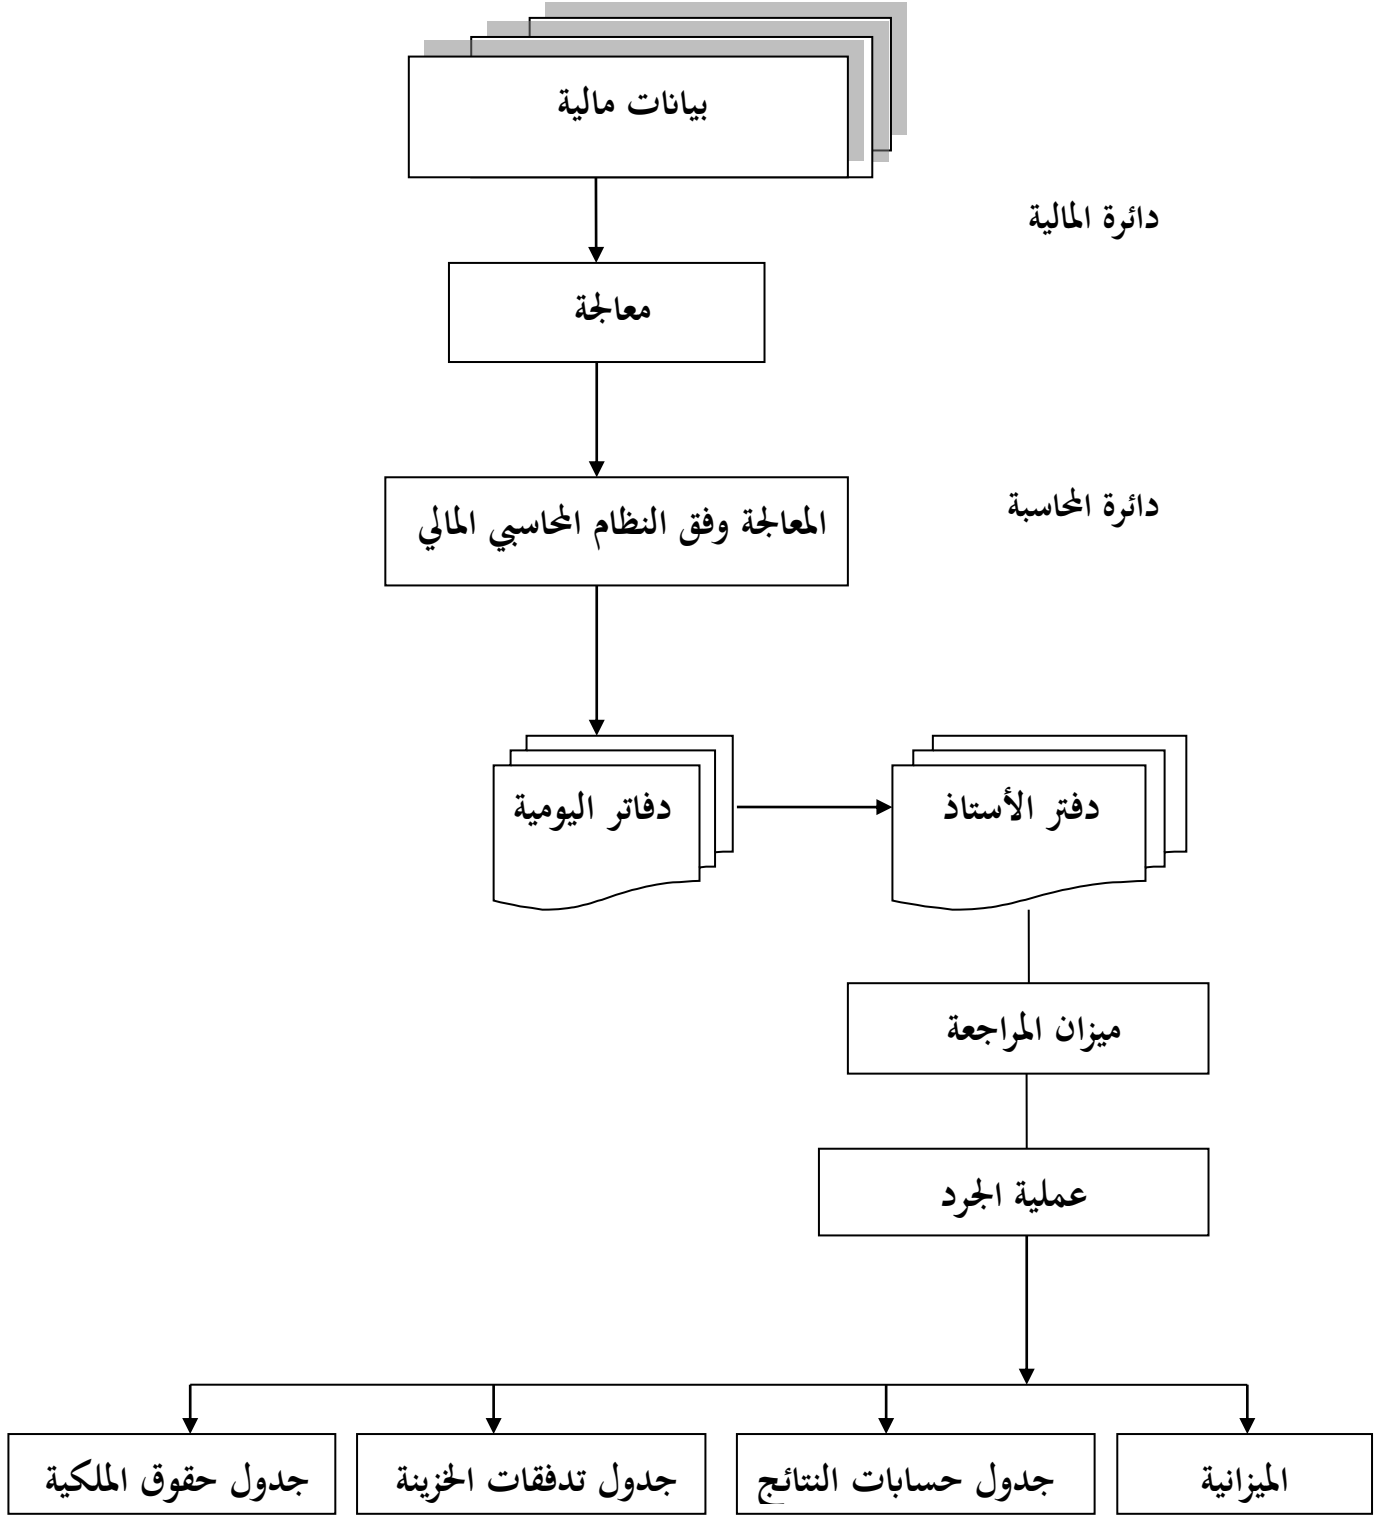 بيانات مالية
دائرة المالية
معالجة
دائرة المحاسبة
المعالجة وفق النظام المحاسبي المالي
دفاتر اليومية
دفتر الأستاذ
ميزان المراجعة
عملية الجرد
الميزانية
جدول حسابات النتائج
جدول تدفقات الخزينة
جدول حقوق الملكية